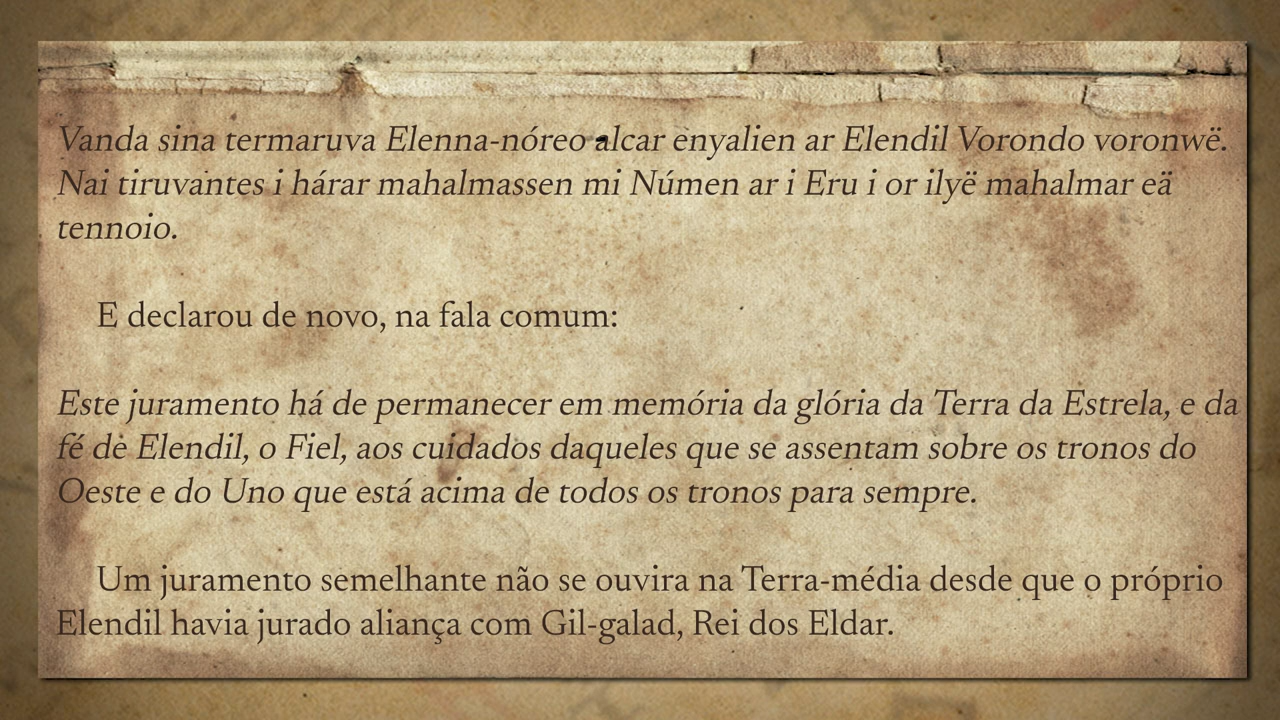 Vanda sina termaruva Elenna-nóreo alcar enyalien ar Elendil Vorondo voronwë.
Nai tiruvantes i hárar mahalmassen mi Númen ar i Eru i or ilyë mahalmar eä
tennoio.
E declarou de novo, na fala comum:
Este juramento há de permanecer em memória da glória da Terra da Estrela, e da
fé de Elendil, o Fiel, aos cuidados daqueles que se assentam sobre os tronos do
Oeste e do Uno que está acima de todos os tronos para sempre.
Um juramento semelhante não se ouvira na Terra-média desde que o próprio
Elendil havia jurado aliança com Gil-galad, Rei dos Eldar.